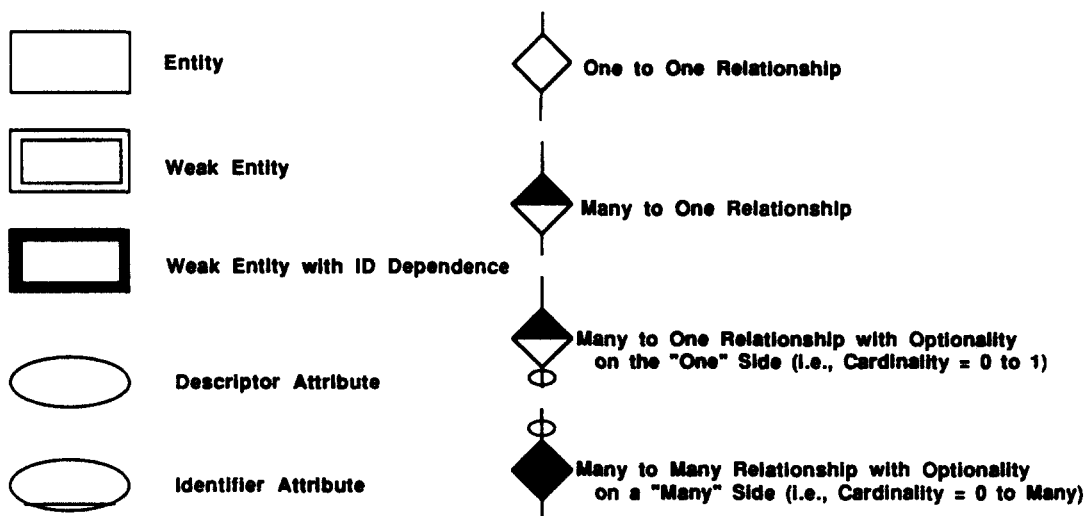 Entity
Weak Entity
Weak Entity with ID Dependence
Descriptor Attribute
Identifier Attribute
One to One Relationship
Many to One Relationship
Many to One Relationship with Optionality
on the "One" Side (i.e., Cardinality = 0 to 1)
Many to Many Relationship with Optionality
on a "Many" Side (i.e., Cardinality = 0 to Many)